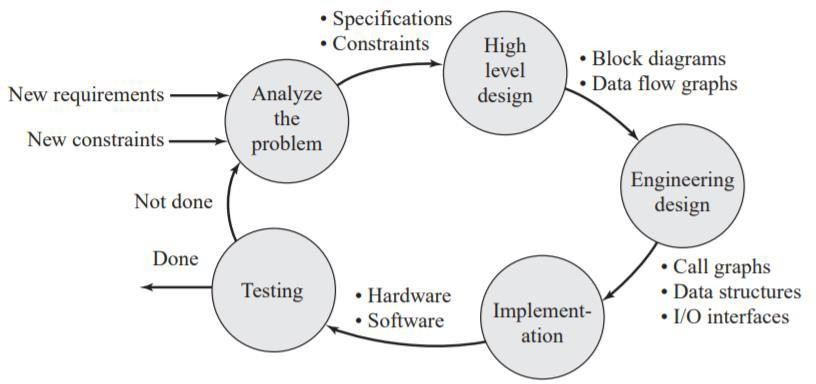 • Specifications
• Constraints
High
level
design
• Block diagrams
• Data flow graphs
New requirements
New constraints
Analyze
the
problem
Engineering
design
Not done
Done
Testing
• Hardware
• Software
Implement-
ation
• Call graphs
• Data structures
• I/O interfaces